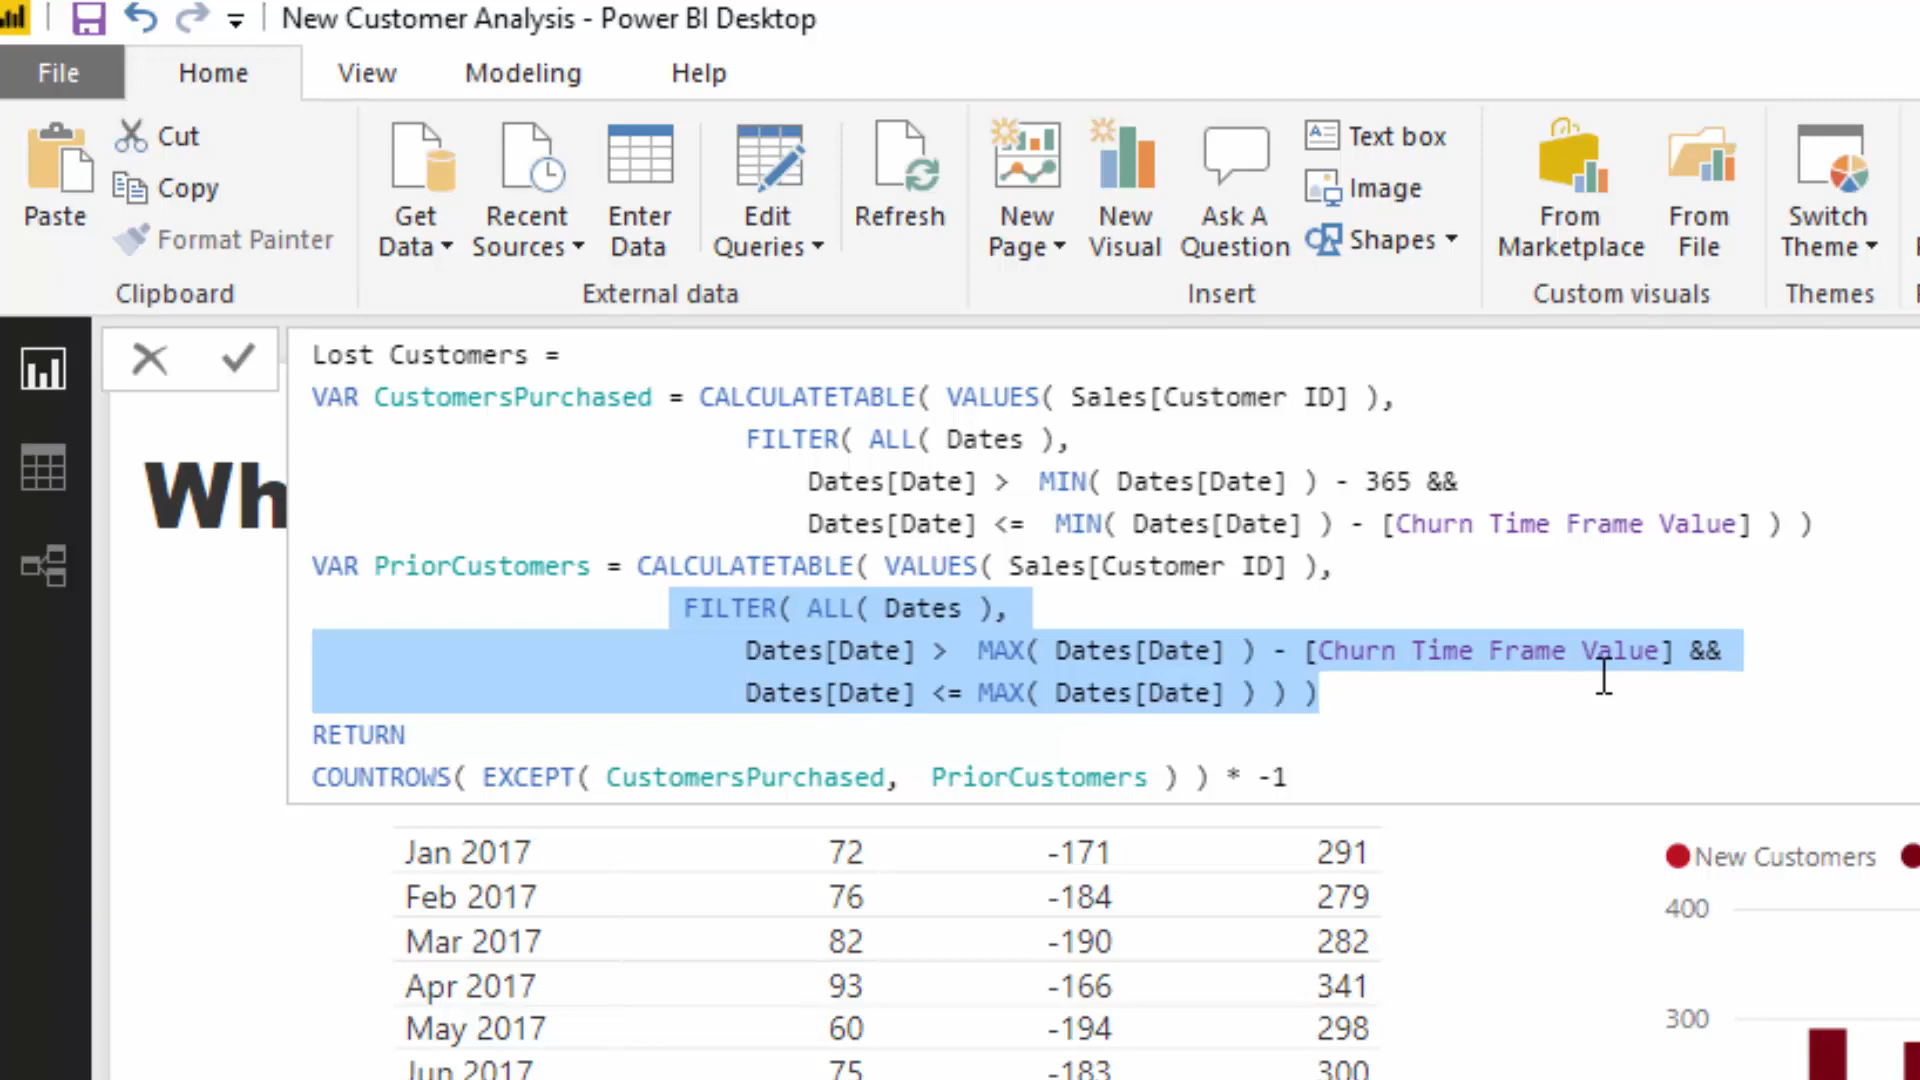 New Customer Analysis - Power BI Desktop
File Home View Modeling Help
Paste
Cut
Copy
Format Painter
Clipboard
Get Data
Recent Sources
Enter Data
Edit Queries
Refresh
External data
New Page
New Visual
Ask A Question
Text box
Image
Shapes
Insert
From Marketplace
From File
Custom visuals
Switch Theme
Themes
Lost Customers =
VAR CustomersPurchased = CALCULATETABLE( VALUES( Sales[Customer ID] ),
FILTER( ALL( Dates ),
Dates[Date] > MIN( Dates[Date] ) - 365 &&
Dates[Date] <= MIN( Dates[Date] ) - [Churn Time Frame Value] ) )
VAR PriorCustomers = CALCULATETABLE( VALUES( Sales[Customer ID] ),
FILTER( ALL( Dates ),
Dates[Date] > MAX( Dates[Date] ) - [Churn Time Frame Value] &&
Dates[Date] <= MAX( Dates[Date] ) ) )
RETURN
COUNTROWS( EXCEPT( CustomersPurchased, PriorCustomers ) ) * -1
Wh
Jan 2017 72 -171 291
Feb 2017 76 -184 279
Mar 2017 82 -190 282
Apr 2017 93 -166 341
May 2017 60 -194 298
Jun 2017 75 -183 300
New Customers
400
300